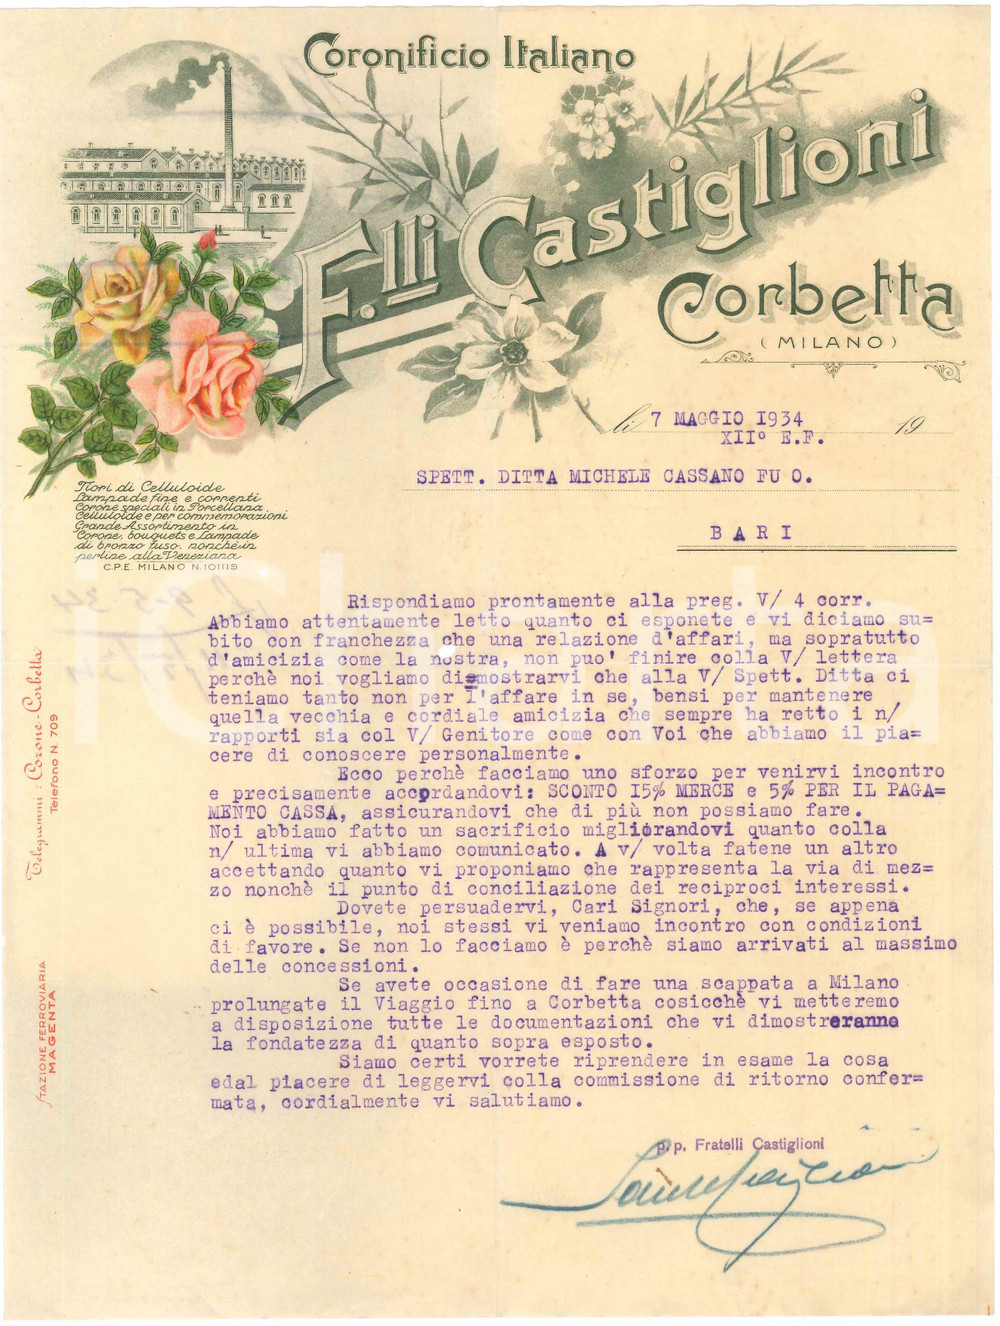 Coronificio Italiano
F.lli Castiglioni
Corbetta
( MILANO )
li 7 MAGGIO 1934 19
XII° E.F.
SPETT. DITTA MICHELE CASSANO FU O.
BARI
Fiori di Celluloide
Lampade fine e correnti
Corone speciali in Porcellana
Celluloide e per commemorazioni
Grande Assortimento in
Corone, bouquets e Lampade
di bronzo fuso, nonchè in
perline alla Veneziana
C.P.E. MILANO N. 101119
Rispondiamo prontamente alla preg. V/ 4 corr.
Abbiamo attentamente letto quanto ci esponete e vi diciamo su=
bito con franchezza che una relazione d'affari, ma sopratutto
d'amicizia come la nostra, non puo' finire colla V/ lettera
perchè noi vogliamo dimostrarvi che alla V/ Spett. Ditta ci
teniamo tanto non per l'affare in se, bensi per mantenere
quella vecchia e cordiale amicizia che sempre ha retto i n/
rapporti sia col V/ Genitore come con Voi che abbiamo il pia=
cere di conoscere personalmente.
Ecco perchè facciamo uno sforzo per venirvi incontro
e precisamente accordandovi: SCONTO 15% MERCE e 5% PER IL PAGA=
MENTO CASSA, assicurandovi che di più non possiamo fare.
Noi abbiamo fatto un sacrificio migliorandovi quanto colla
n/ ultima vi abbiamo comunicato. A v/ volta fatene un altro
accettando quanto vi proponiamo che rappresenta la via di mez=
zo nonchè il punto di conciliazione dei reciproci interessi.
Dovete persuadervi, Cari Signori, che, se appena
ci è possibile, noi stessi vi veniamo incontro con condizioni
di favore. Se non lo facciamo è perchè siamo arrivati al massimo
delle concessioni.
Se avete occasione di fare una scappata a Milano
prolungate il Viaggio fino a Corbetta cosicchè vi metteremo
a disposizione tutte le documentazioni che vi dimostreranno
la fondatezza di quanto sopra esposto.
Siamo certi vorrete riprendere in esame la cosa
edal piacere di leggervi colla commissione di ritorno confer=
mata, cordialmente vi salutiamo.
p.p. Fratelli Castiglioni
Telegrammi: Corone-Corbetta
Telefono N. 709
STAZIONE FERROVIARIA
MAGENTA